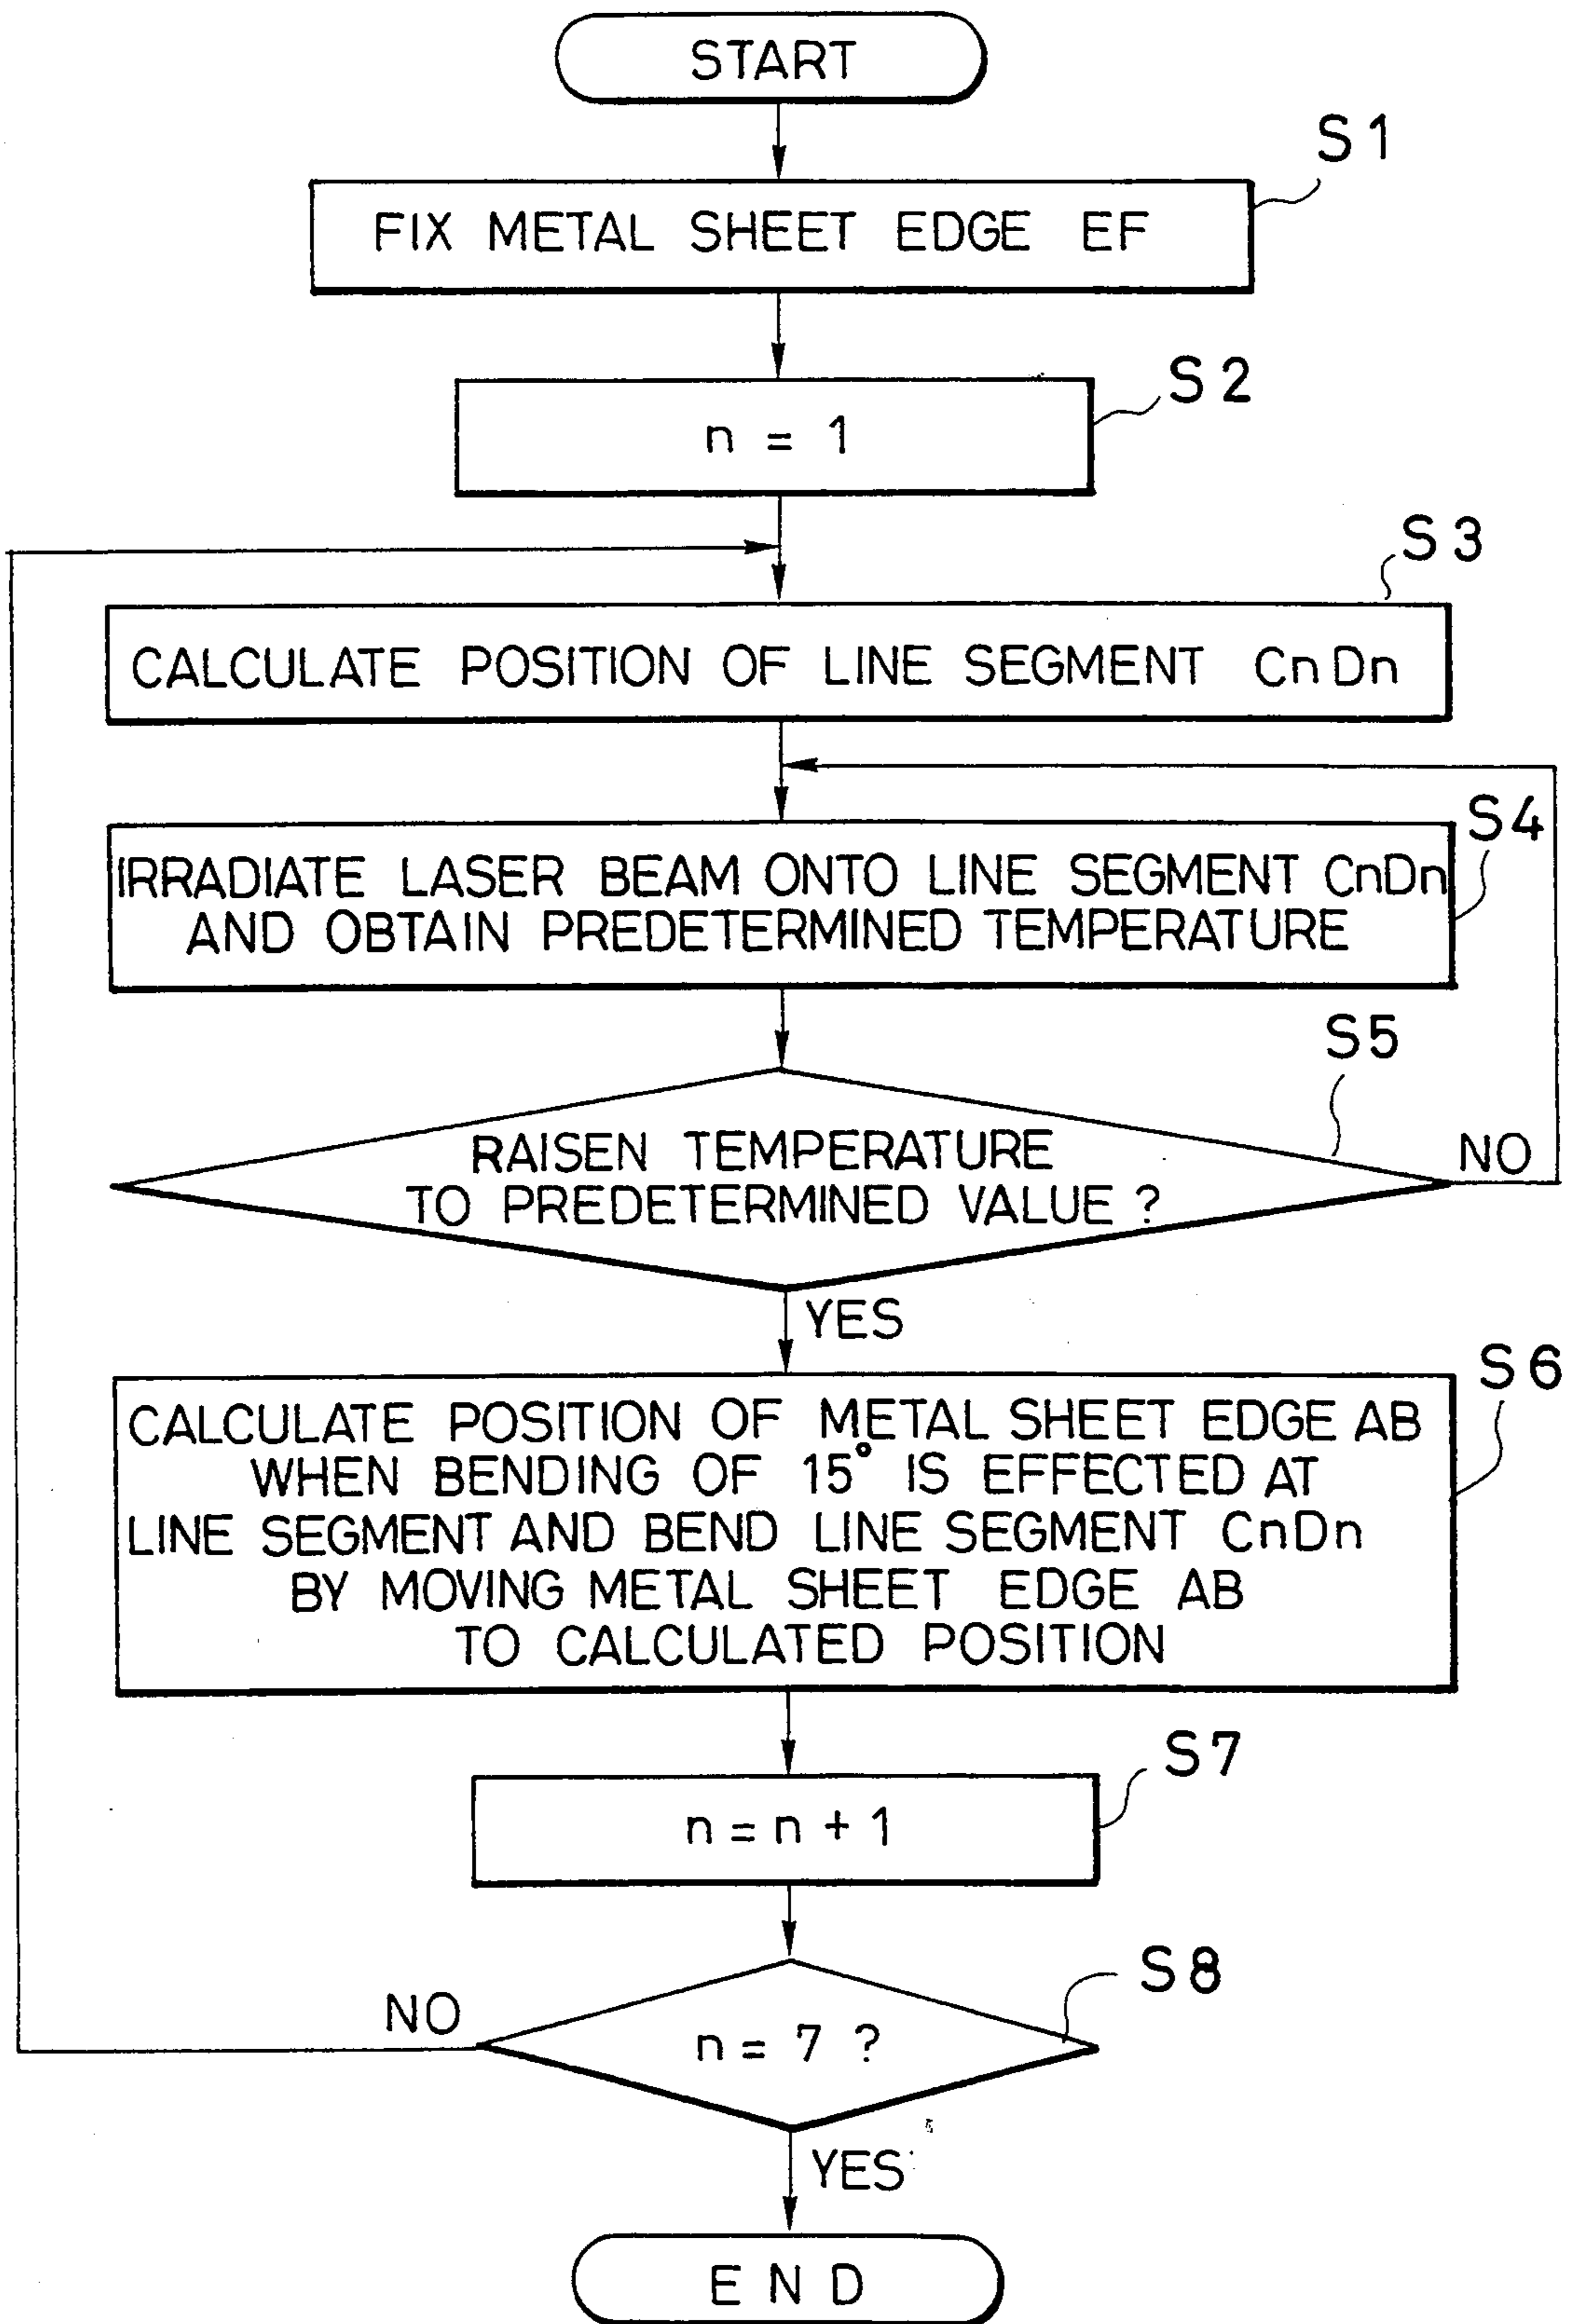 START
S1
FIX METAL SHEET EDGE EF
S2
n = 1
S3
CALCULATE POSITION OF LINE SEGMENT CnDn
S4
IRRADIATE LASER BEAM ONTO LINE SEGMENT CnDn
AND OBTAIN PREDETERMINED TEMPERATURE
S5
RAISEN TEMPERATURE
TO PREDETERMINED VALUE ?
NO
YES
S6
CALCULATE POSITION OF METAL SHEET EDGE AB
WHEN BENDING OF 15° IS EFFECTED AT
LINE SEGMENT AND BEND LINE SEGMENT CnDn
BY MOVING METAL SHEET EDGE AB
TO CALCULATED POSITION
S7
n = n + 1
S8
NO
n = 7 ?
YES
END